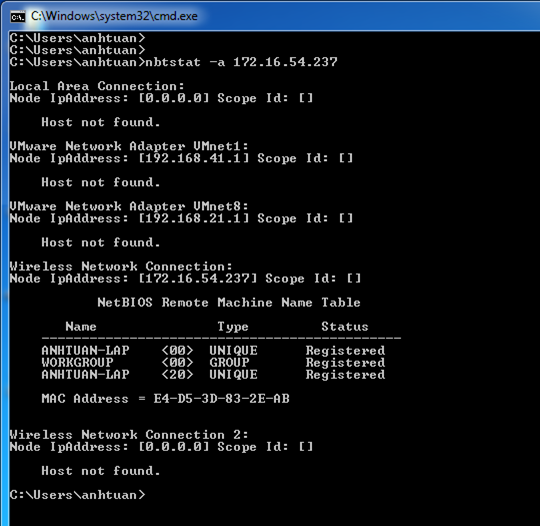 C:\Windows\system32\cmd.exe
C:\Users\anhtuan>
C:\Users\anhtuan>
C:\Users\anhtuan>nbtstat -a 172.16.54.237
Local Area Connection:
Node IpAddress: [0.0.0.0] Scope Id: []
Host not found.
VMware Network Adapter VMnet1:
Node IpAddress: [192.168.41.1] Scope Id: []
Host not found.
VMware Network Adapter VMnet8:
Node IpAddress: [192.168.21.1] Scope Id: []
Host not found.
Wireless Network Connection:
Node IpAddress: [172.16.54.237] Scope Id: []
NetBIOS Remote Machine Name Table
Name Type Status
---------------------------------------------
ANHTUAN-LAP <00> UNIQUE Registered
WORKGROUP <00> GROUP Registered
ANHTUAN-LAP <20> UNIQUE Registered
MAC Address = E4-D5-3D-83-2E-AB
Wireless Network Connection 2:
Node IpAddress: [0.0.0.0] Scope Id: []
Host not found.
C:\Users\anhtuan>